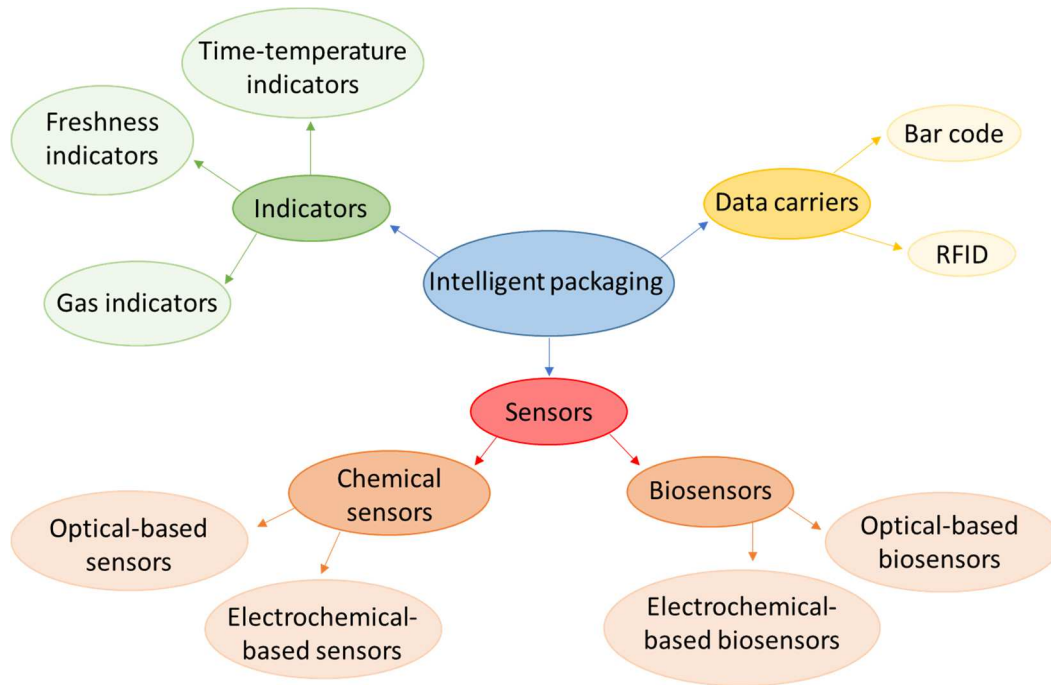 Time-temperature
indicators
Freshness
indicators
Indicators
Gas indicators
Bar code
Data carriers
RFID
Intelligent packaging
Sensors
Chemical
sensors
Biosensors
Optical-based
sensors
Electrochemical-
based sensors
Electrochemical-
based biosensors
Optical-based
biosensors